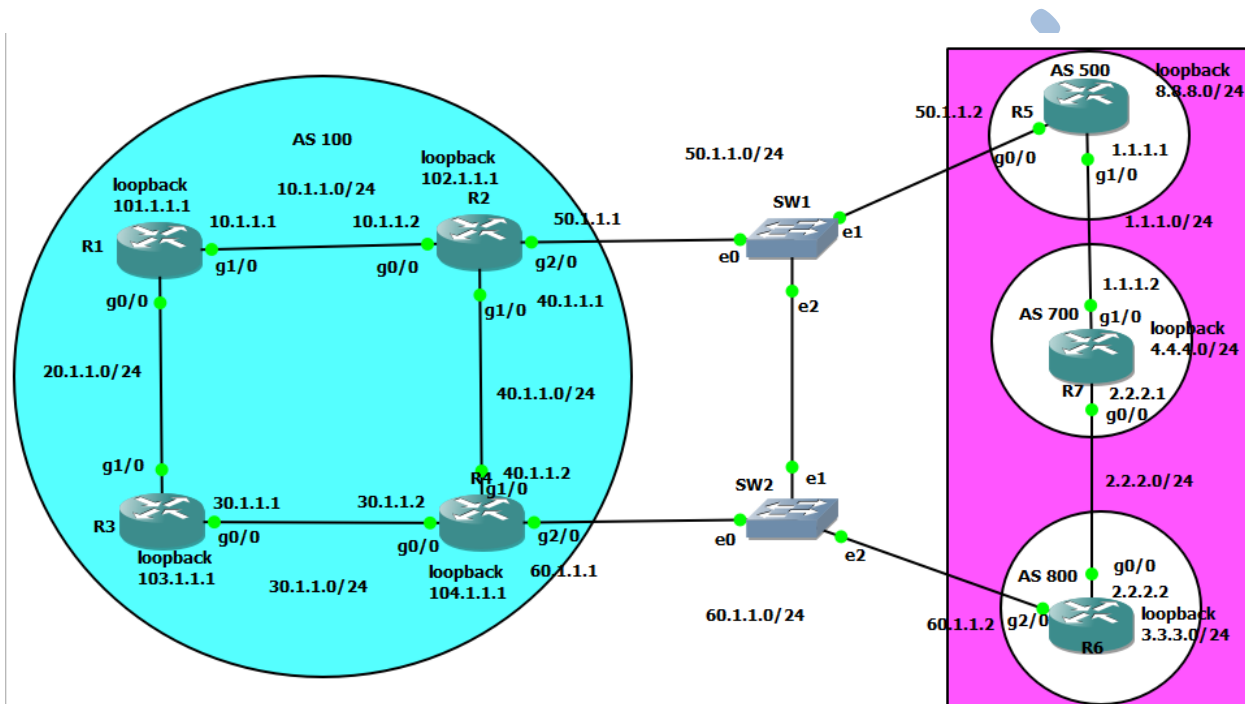 AS 100
loopback
101.1.1.1
R1
10.1.1.0/24
10.1.1.1
g1/0
g0/0
loopback
102.1.1.1
R2
10.1.1.2
g0/0
50.1.1.1
g2/0
g1/0
40.1.1.1
20.1.1.0/24
40.1.1.0/24
g1/0
R3
30.1.1.1
g0/0
loopback
103.1.1.1
30.1.1.0/24
30.1.1.2
g0/0
R4
40.1.1.2
g1/0
g2/0
60.1.1.1
loopback
104.1.1.1
50.1.1.0/24
SW1
e0
e1
e2
SW2
e1
e0
e2
60.1.1.0/24
AS 500
loopback
8.8.8.0/24
R5
50.1.1.2
g0/0
1.1.1.1
g1/0
1.1.1.0/24
1.1.1.2
AS 700
g1/0
loopback
4.4.4.0/24
R7
2.2.2.1
g0/0
2.2.2.0/24
AS 800
g0/0
2.2.2.2
loopback
3.3.3.0/24
g2/0
60.1.1.2
R6